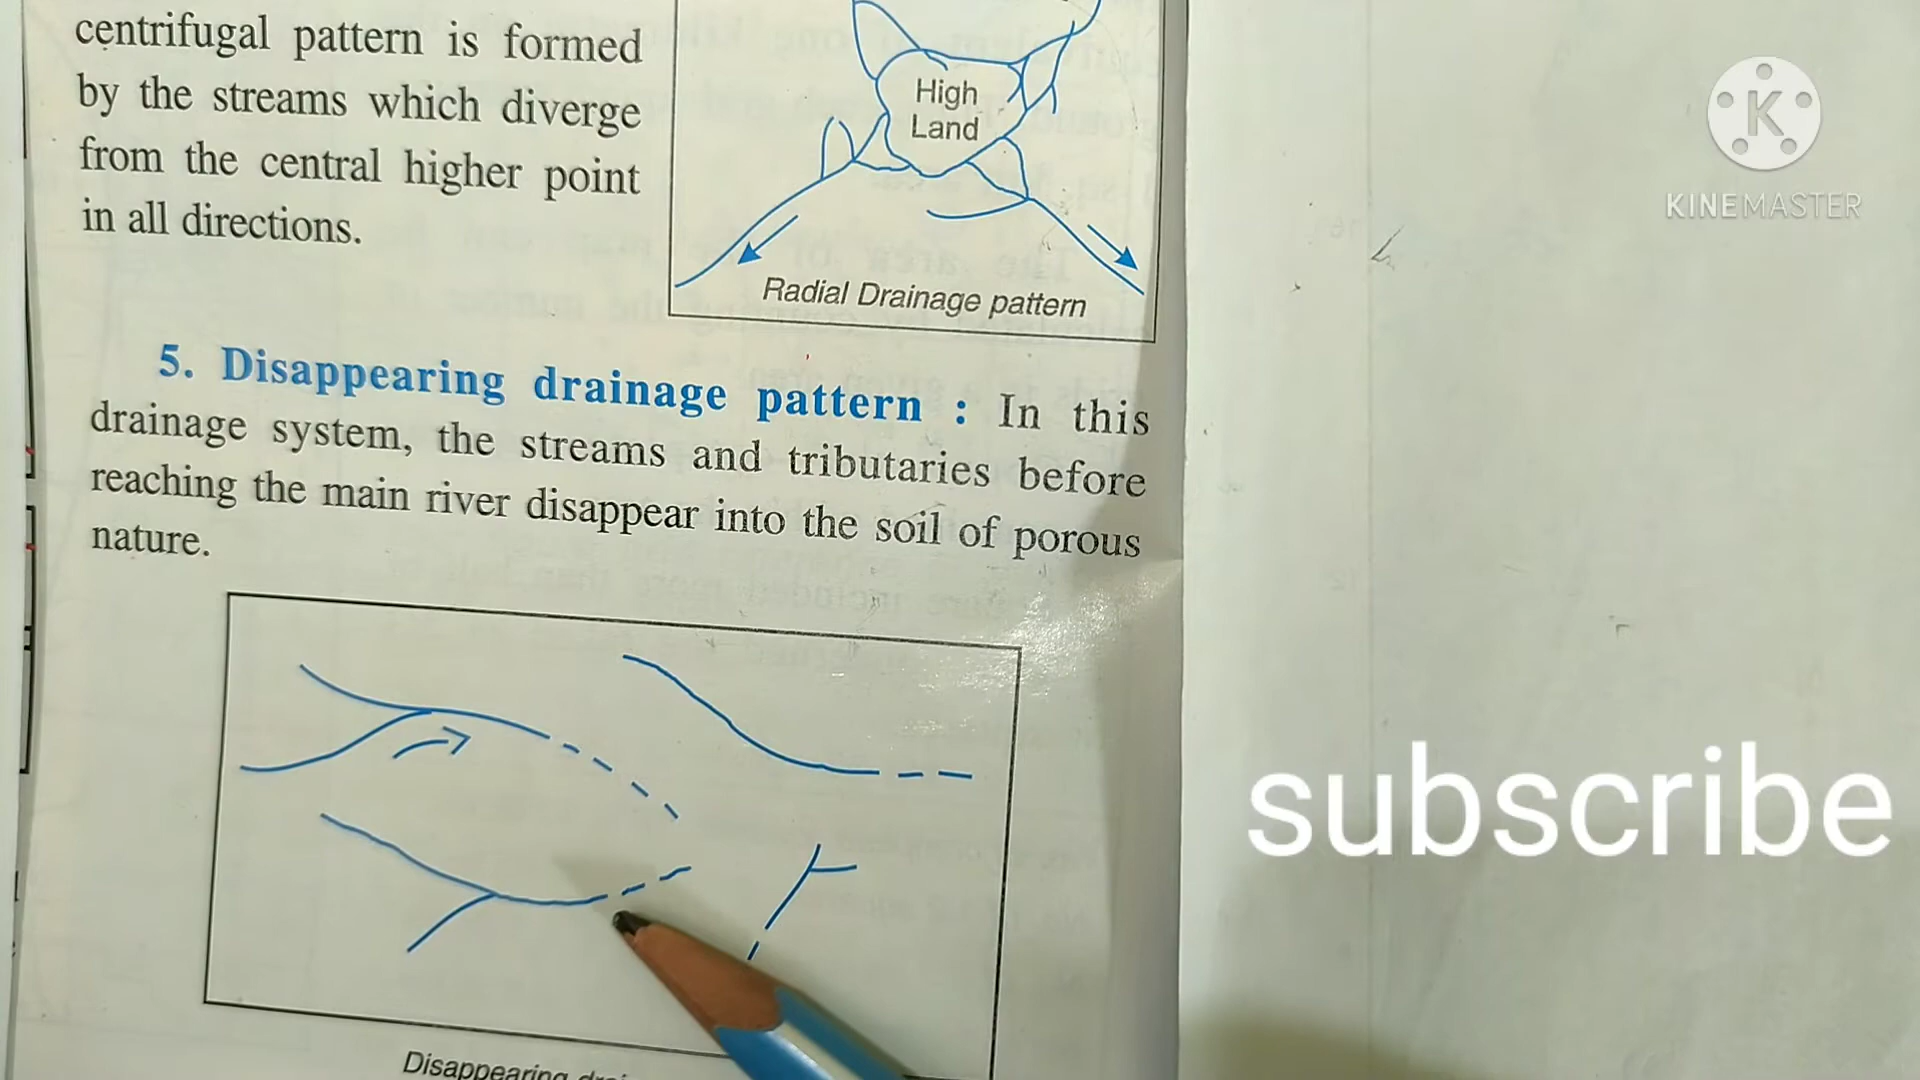 centrifugal pattern is formed
by the streams which diverge
from the central higher point
in all directions.
High
Land
Radial Drainage pattern
5. Disappearing drainage pattern : In this
drainage system, the streams and tributaries before
reaching the main river disappear into the soil of porous
nature.
Disappearing
K
KINEMASTER
subscribe